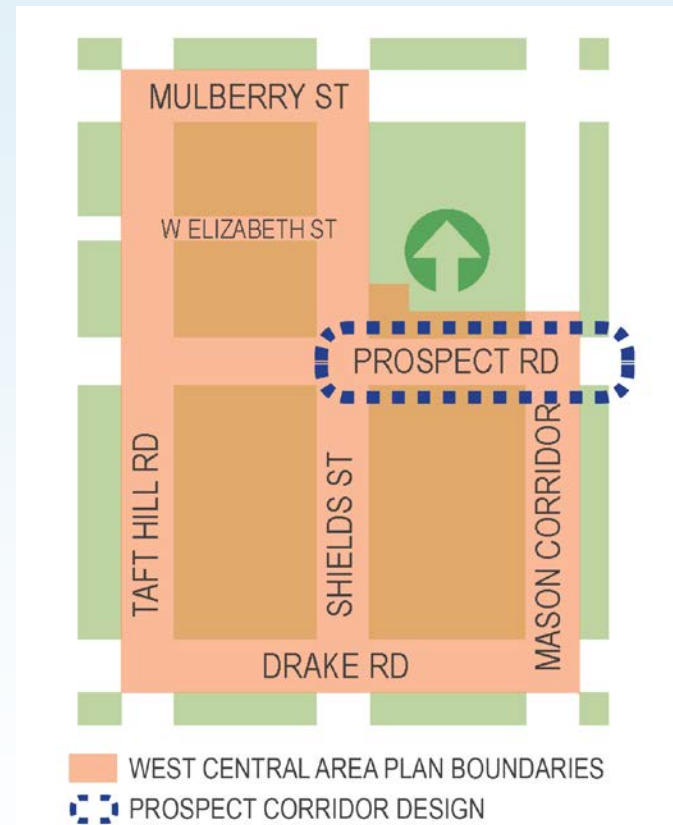 MULBERRY ST
W ELIZABETH ST
PROSPECT RD
TAFT HILL RD
SHIELDS ST
MASON CORRIDOR
DRAKE RD
WEST CENTRAL AREA PLAN BOUNDARIES
PROSPECT CORRIDOR DESIGN